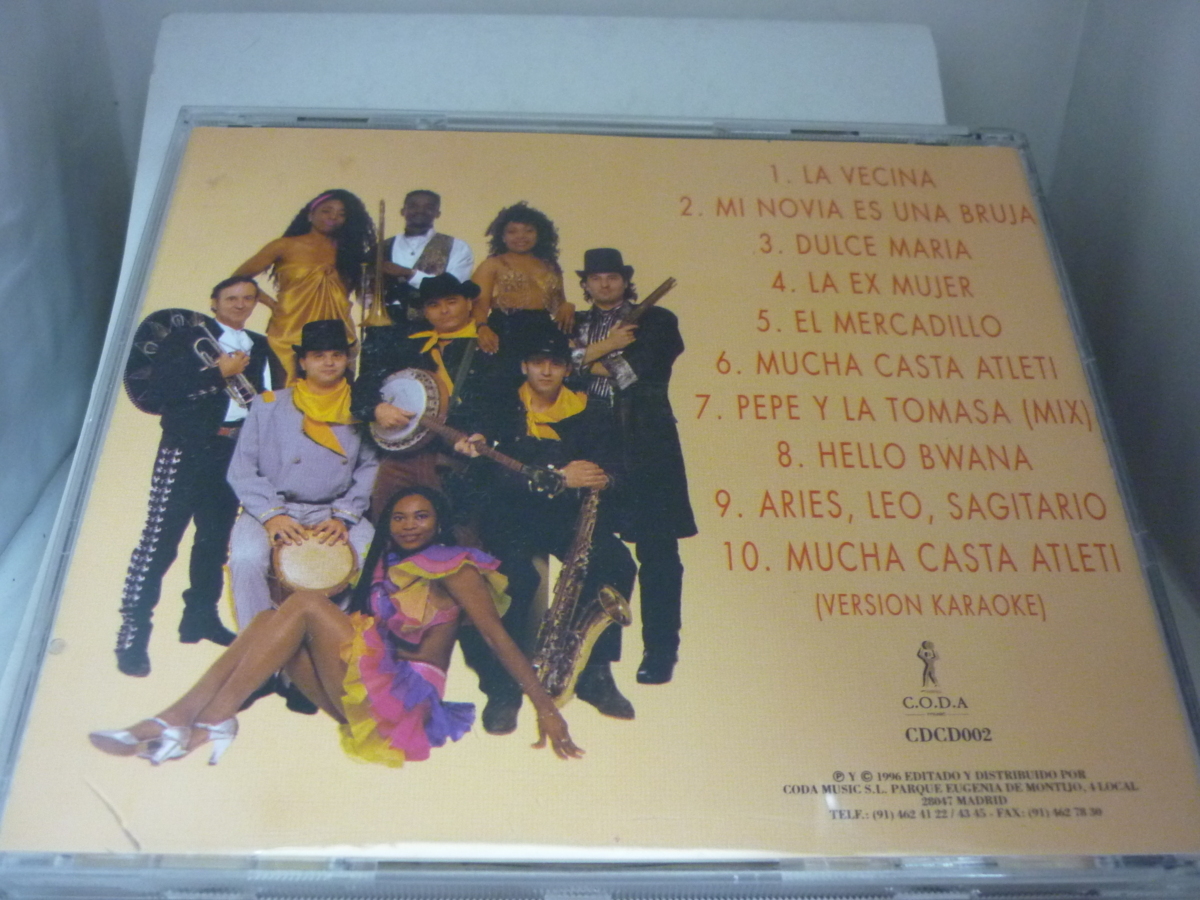 1. LA VECINA
2. MI NOVIA ES UNA BRUJA
3. DULCE MARIA
4. LA EX MUJER
5. EL MERCADILLO
6. MUCHA CASTA ATLETI
7. PEPE Y LA TOMASA (MIX)
8. HELLO BWANA
9. ARIES, LEO, SAGITARIO
10. MUCHA CASTA ATLETI
(VERSION KARAOKE)
C.O.D.A
CDCD002
℗ Y © 1996 EDITADO Y DISTRIBUIDO POR
CODA MUSIC S.L. PARQUE EUGENIA DE MONTIJO, 4 LOCAL
28047 MADRID
TELF.: (91) 462 41 22 / 43 45 - FAX: (91) 462 78 30